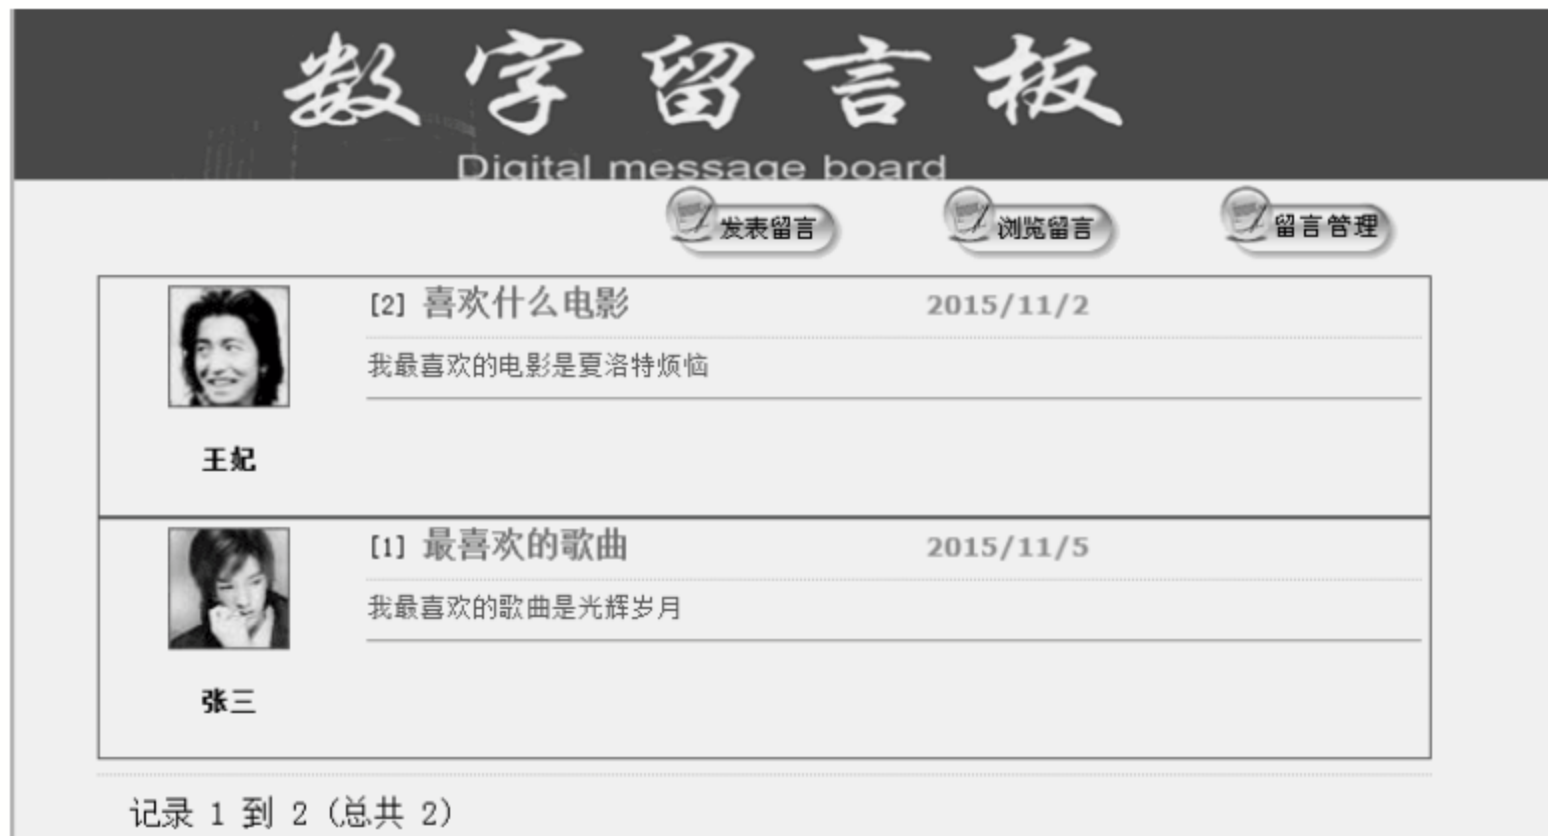 数字留言板
Digital message board
发表留言 浏览留言 留言管理
[2] 喜欢什么电影 2015/11/2
我最喜欢的电影是夏洛特烦恼
王妃
[1] 最喜欢的歌曲 2015/11/5
我最喜欢的歌曲是光辉岁月
张三
记录 1 到 2 (总共 2)